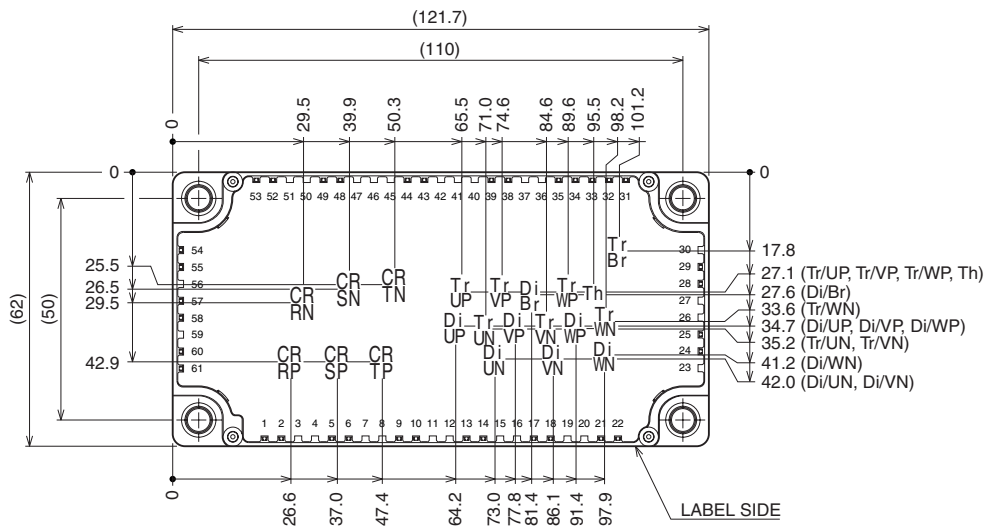 (121.7)
(110)
0
29.5
39.9
50.3
65.5
71.0
74.6
84.6
89.6
95.5
98.2
101.2
0
0
53 52 51 50 49 48 47 46 45 44 43 42 41 40 39 38 37 36 35 34 33 32 31
(62)
(50)
25.5
26.5
29.5
42.9
54
55
56
57
58
59
60
61
CR
RN
CR
SN
CR
TN
CR
RP
CR
SP
CR
TP
Tr
UP
Tr
VP
Di
Br
Tr
WP
Th
Tr
Br
Di
UP
Tr
UN
Di
VP
Tr
VN
Di
WP
Tr
WN
Di
UN
Di
VN
Di
WN
30
29
28
27
26
25
24
23
17.8
27.1 (Tr/UP, Tr/VP, Tr/WP, Th)
27.6 (Di/Br)
33.6 (Tr/WN)
34.7 (Di/UP, Di/VP, Di/WP)
35.2 (Tr/UN, Tr/VN)
41.2 (Di/WN)
42.0 (Di/UN, Di/VN)
1 2 3 4 5 6 7 8 9 10 11 12 13 14 15 16 17 18 19 20 21 22
0
26.6
37.0
47.4
64.2
73.0
77.8
81.4
86.1
91.4
97.9
LABEL SIDE